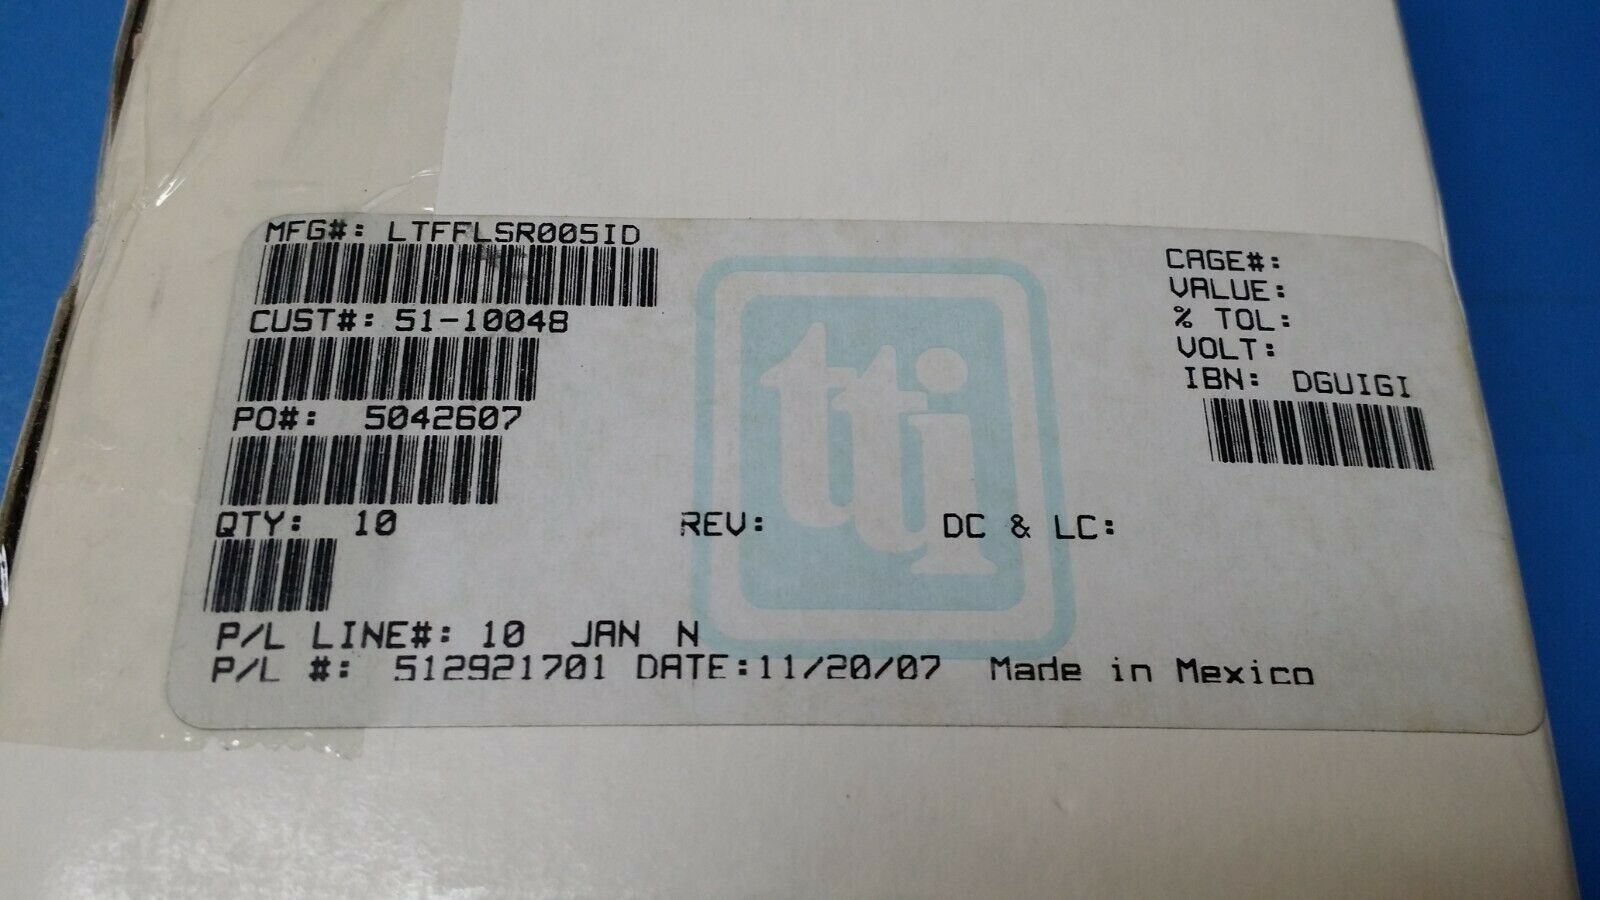 MFG#: LTFFLSR005ID
CUST#: 51-10048
PO#: 5042607
QTY: 10
REV:
DC & LC:
CAGE#:
VALUE:
% TOL:
VOLT:
IBN: DGUIGI
tti
P/L LINE#: 10 JAN N
P/L #: 512921701 DATE:11/20/07 Made in Mexico